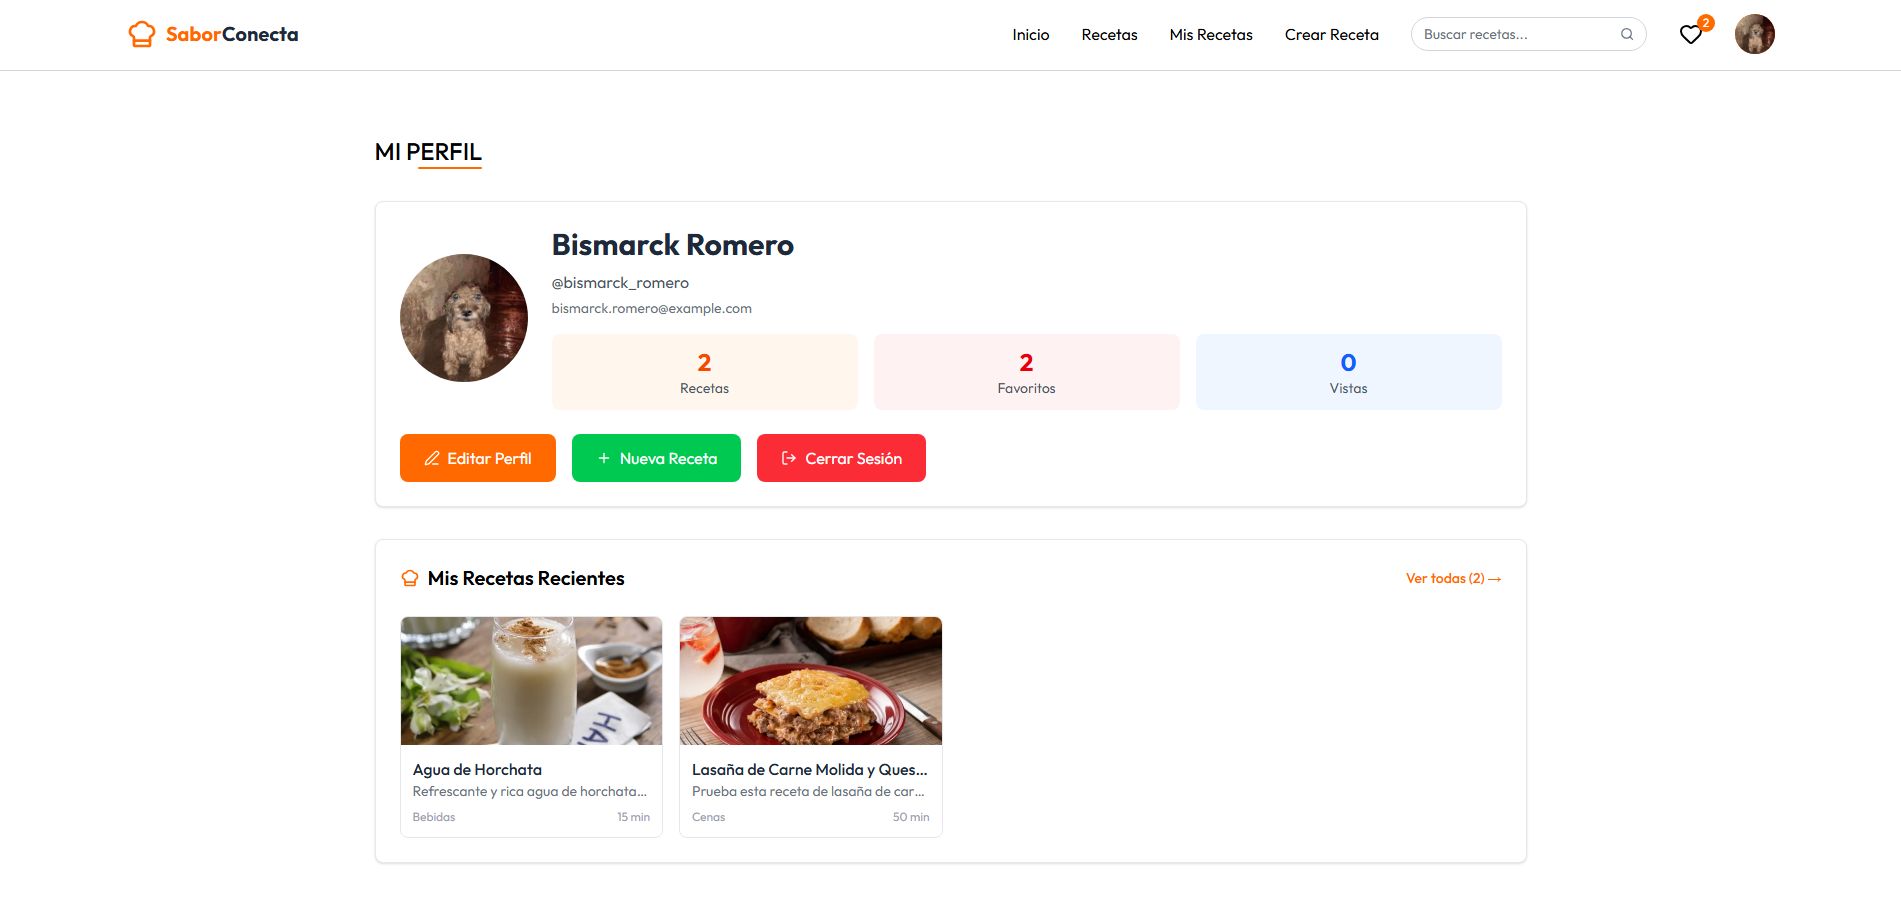 SaborConecta
Inicio
Recetas
Mis Recetas
Crear Receta
Buscar recetas...
2
MI PERFIL
Bismarck Romero
@bismarck_romero
bismarck.romero@example.com
2
Recetas
2
Favoritos
0
Vistas
Editar Perfil
Nueva Receta
Cerrar Sesión
Mis Recetas Recientes
Ver todas (2) →
HA
Agua de Horchata
Refrescante y rica agua de horchata...
Bebidas
15 min
Lasaña de Carne Molida y Ques...
Prueba esta receta de lasaña de car...
Cenas
50 min